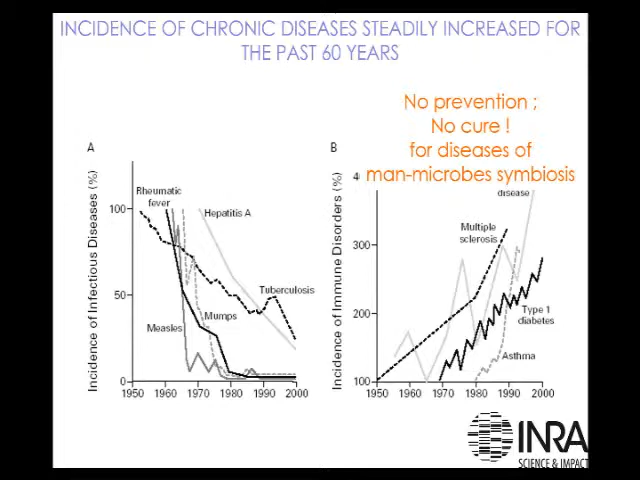 INCIDENCE OF CHRONIC DISEASES STEADILY INCREASED FOR
THE PAST 60 YEARS
No prevention ;
No cure !
for diseases of
man-microbes symbiosis
A
Incidence of Infectious Diseases (%)
100
50
0
1950 1960 1970 1980 1990 2000
Rheumatic
fever
Hepatitis A
Tuberculosis
Mumps
Measles
B
Incidence of Immune Disorders (%)
4
300
200
100
1950 1960 1970 1980 1990 2000
disease
Multiple
sclerosis
Type 1
diabetes
Asthma
INRA
SCIENCE & IMPACT